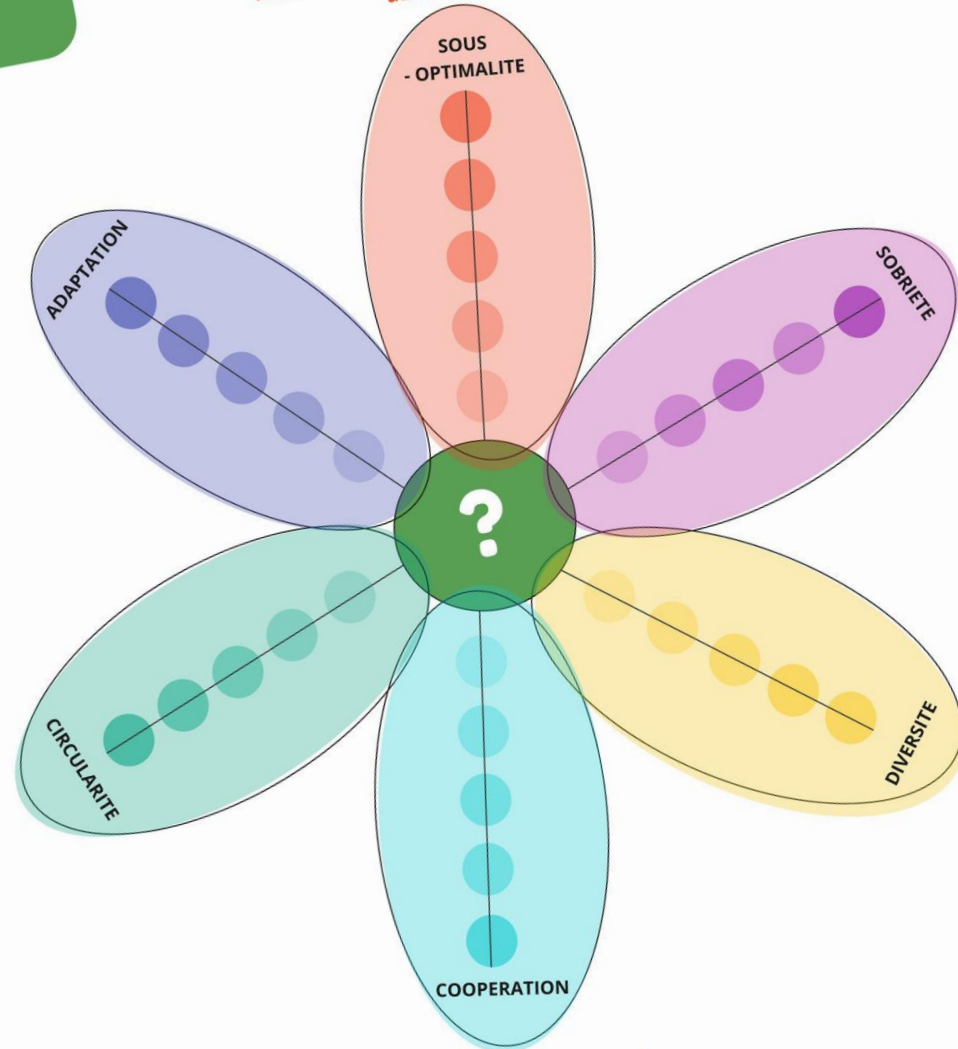 SOUS
- OPTIMALITE
ADAPTATION
SOBRIETE
?
CIRCULARITE
DIVERSITE
COOPERATION